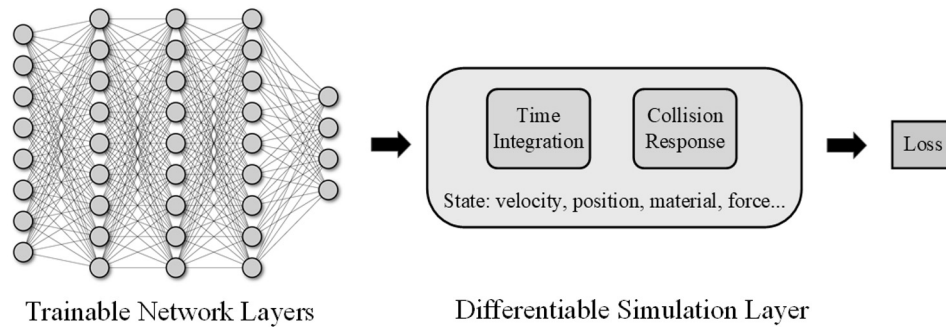 Time
Integration
Collision
Response
State: velocity, position, material, force...
Loss
Trainable Network Layers
Differentiable Simulation Layer